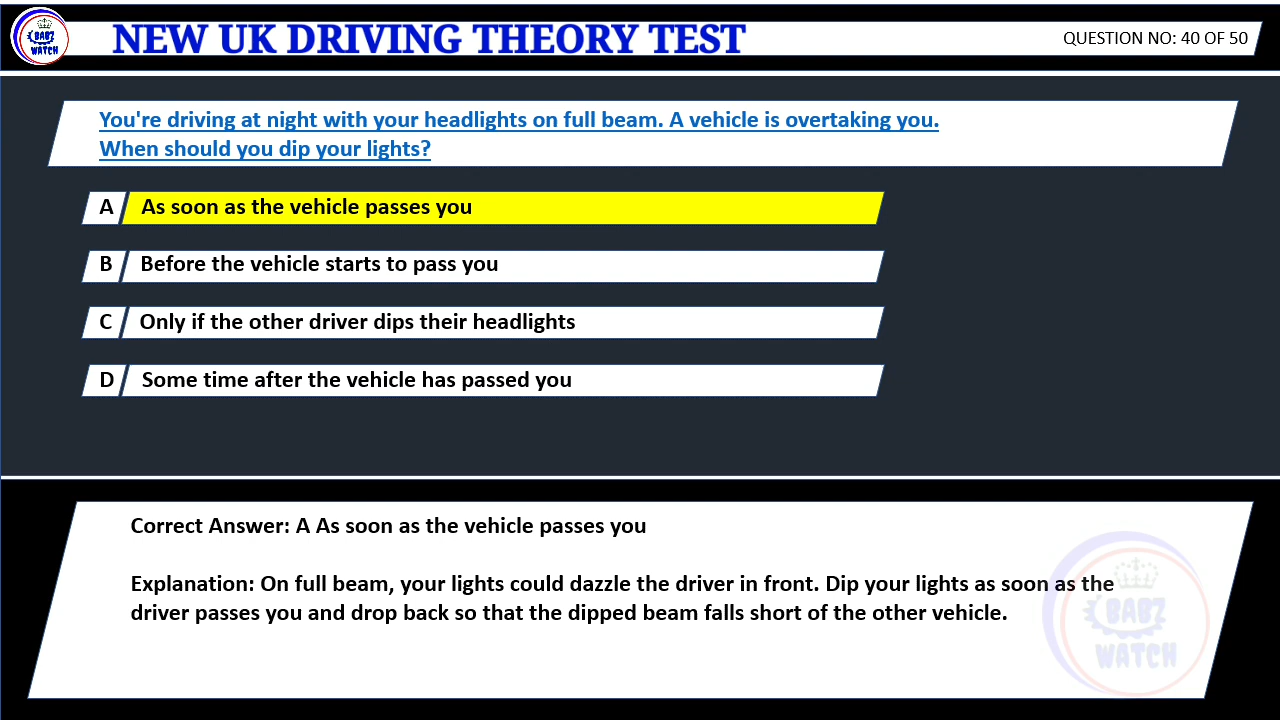 BABZ
WATCH
NEW UK DRIVING THEORY TEST
QUESTION NO: 40 OF 50
You're driving at night with your headlights on full beam. A vehicle is overtaking you.
When should you dip your lights?
A As soon as the vehicle passes you
B Before the vehicle starts to pass you
C Only if the other driver dips their headlights
D Some time after the vehicle has passed you
Correct Answer: A As soon as the vehicle passes you
Explanation: On full beam, your lights could dazzle the driver in front. Dip your lights as soon as the
driver passes you and drop back so that the dipped beam falls short of the other vehicle.
BABZ
WATCH